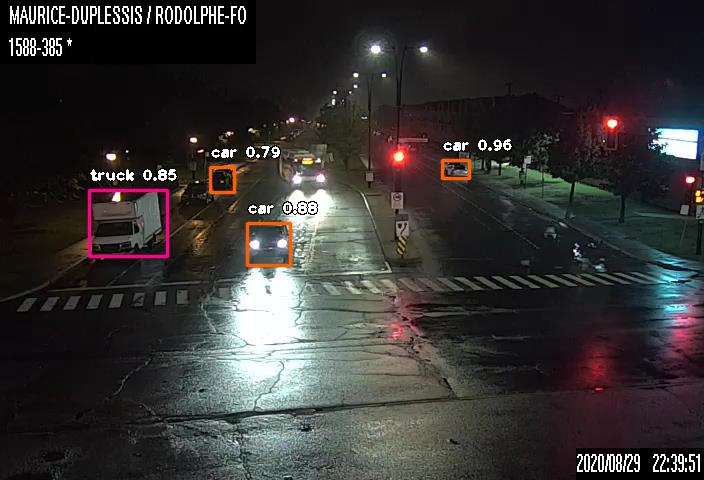 MAURICE-DUPLESSIS / RODOLPHE-FO
1588-385 *
car 0.79
car 0.96
truck 0.85
car 0.88
2020/08/29 22:39:51